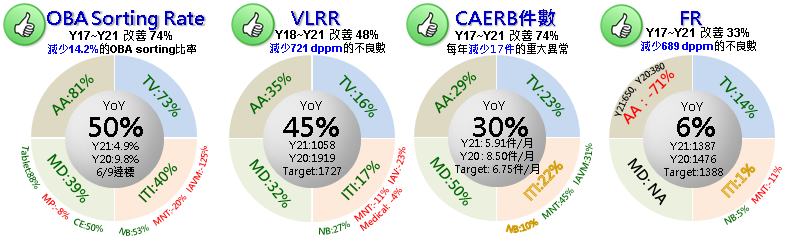 OBA Sorting Rate
Y17~Y21 改善 74%
減少14.2%的OBA sorting比率
AA:81%
TV:73%
YoY
50%
Y21:4.9%
Y20:9.8%
6/9達標
MD:39%
ITI:40%
Tablet:88%
MP:-8%
CE:50%
NB:53%
MNT:-20%
IAVM:-125%
VLRR
Y18~Y21 改善 48%
減少721 dppm的不良數
AA:35%
TV:16%
YoY
45%
Y21:1058
Y20:1919
Target:1727
MD:32%
ITI:17%
NB:27%
MNT:-11%
Medical: -4%
IAV:-23%
CAERB件數
Y17~Y21 改善 74%
每年減少17件的重大異常
AA:29%
TV:23%
YoY
30%
Y21: 5.91件/月
Y20: 8.50件/月
Target: 6.75件/月
MD:50%
ITI:22%
NB:10%
MNT:45%
IAVM:31%
FR
Y17~Y21 改善 33%
減少689 dppm的不良數
Y21:650, Y20:380
AA : -71%
TV:14%
YoY
6%
Y21:1387
Y20:1476
Target:1388
MD: NA
ITI:1%
NB:5%
MNT:-11%